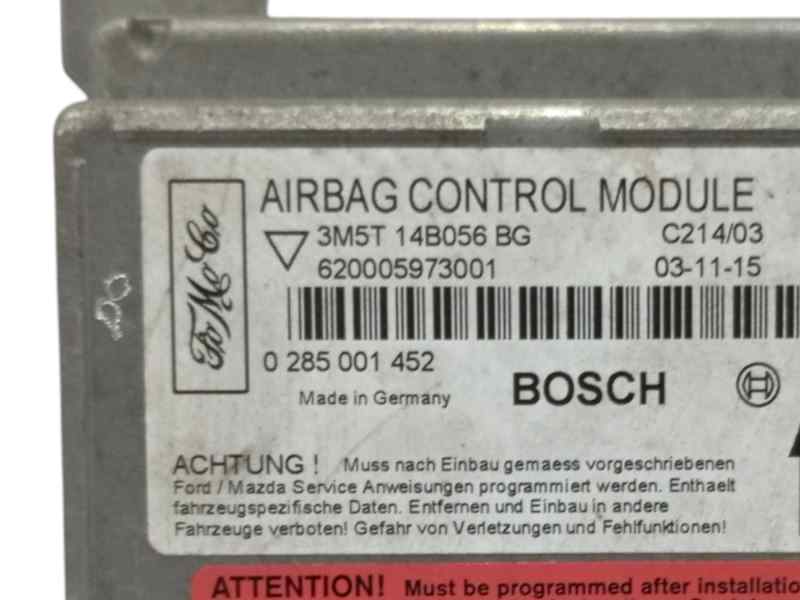 AIRBAG CONTROL MODULE
FoMoCo
3M5T 14B056 BG C214/03
620005973001 03-11-15
0 285 001 452
Made in Germany BOSCH
ACHTUNG! Muss nach Einbau gemaess vorgeschriebenen
Ford / Mazda Service Anweisungen programmiert werden. Enthaelt
fahrzeugspezifische Daten. Entfernen und Einbau in andere
Fahrzeuge verboten! Gefahr von Verletzungen und Fehlfunktionen!
ATTENTION! Must be programmed after installatio